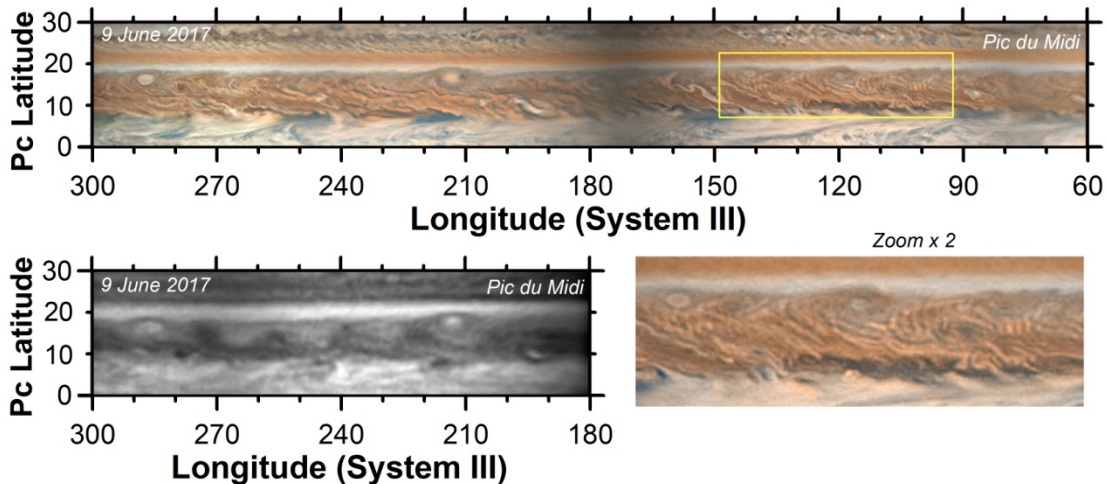 30
20
10
0
Pc Latitude
9 June 2017
Pic du Midi
300 270 240 210 180 150 120 90 60
Longitude (System III)
30
20
10
0
Pc Latitude
9 June 2017
Pic du Midi
300 270 240 210 180
Longitude (System III)
Zoom x 2